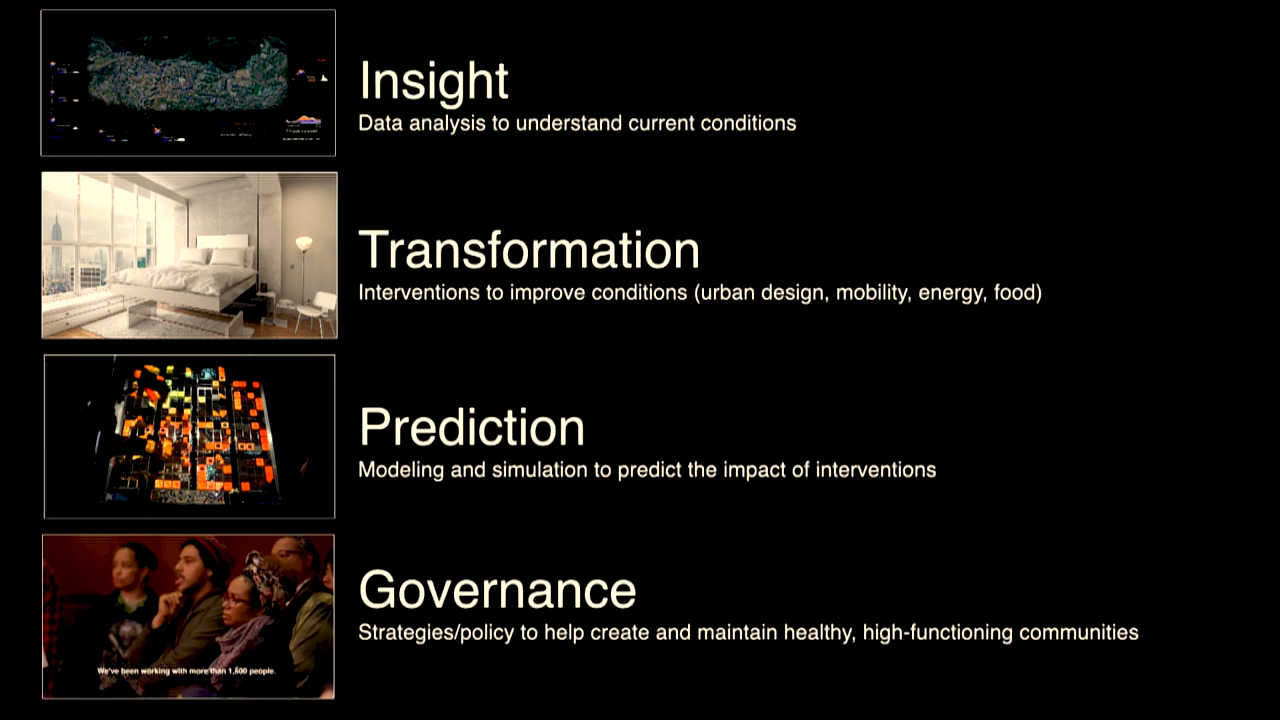 Insight
Data analysis to understand current conditions
Transformation
Interventions to improve conditions (urban design, mobility, energy, food)
Prediction
Modeling and simulation to predict the impact of interventions
Governance
Strategies/policy to help create and maintain healthy, high-functioning communities
We've been working with more than 1,500 people.